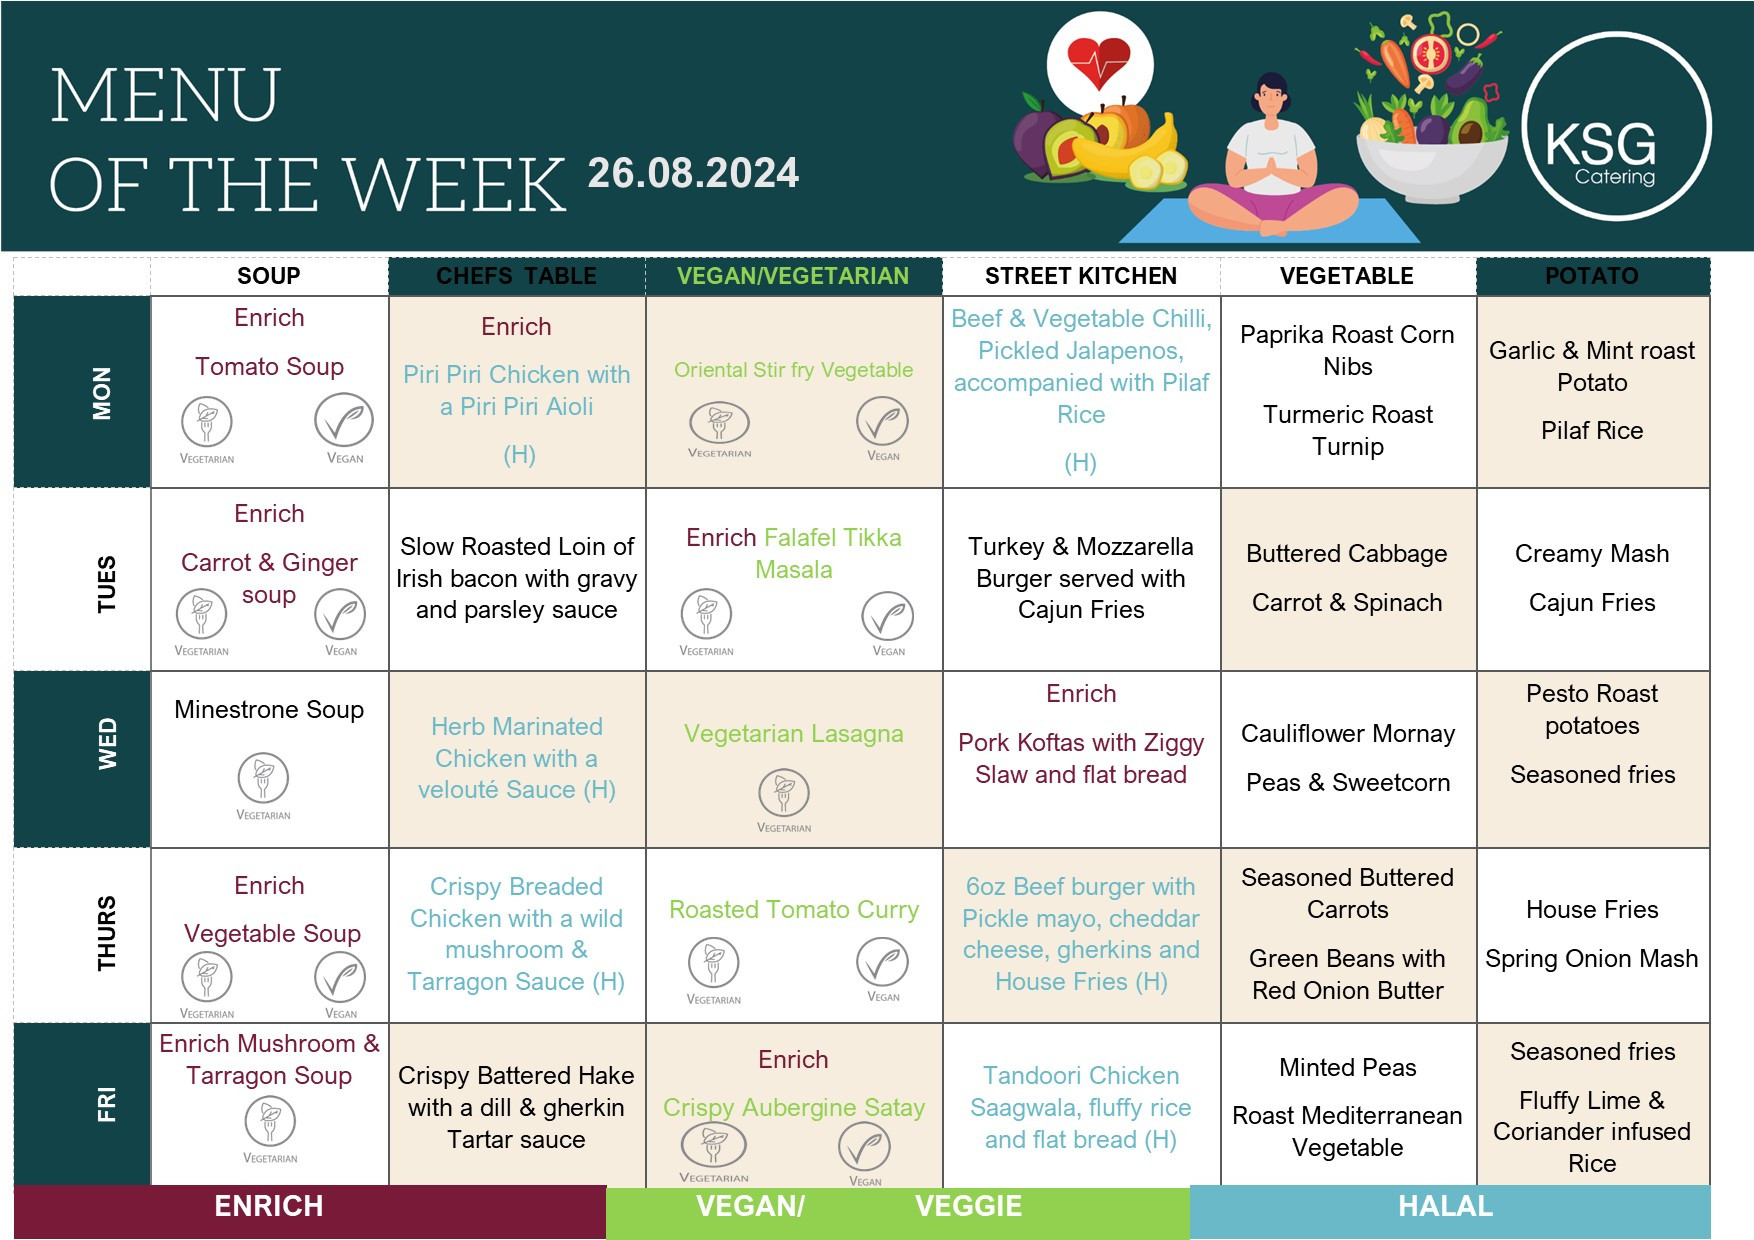 MENU
OF THE WEEK 26.08.2024
KSG
Catering
SOUP
CHEFS TABLE
VEGAN/VEGETARIAN
STREET KITCHEN
VEGETABLE
POTATO
MON
Enrich
Tomato Soup
VEGETARIAN
VEGAN
Enrich
Piri Piri Chicken with
a Piri Piri Aioli
(H)
Oriental Stir fry Vegetable
VEGETARIAN
VEGAN
Beef & Vegetable Chilli,
Pickled Jalapenos,
accompanied with Pilaf
Rice
(H)
Paprika Roast Corn
Nibs
Turmeric Roast
Turnip
Garlic & Mint roast
Potato
Pilaf Rice
TUES
Enrich
Carrot & Ginger
soup
VEGETARIAN
VEGAN
Slow Roasted Loin of
Irish bacon with gravy
and parsley sauce
Enrich Falafel Tikka
Masala
VEGETARIAN
VEGAN
Turkey & Mozzarella
Burger served with
Cajun Fries
Buttered Cabbage
Carrot & Spinach
Creamy Mash
Cajun Fries
WED
Minestrone Soup
VEGETARIAN
Herb Marinated
Chicken with a
velouté Sauce (H)
Vegetarian Lasagna
VEGETARIAN
Enrich
Pork Koftas with Ziggy
Slaw and flat bread
Cauliflower Mornay
Peas & Sweetcorn
Pesto Roast
potatoes
Seasoned fries
THURS
Enrich
Vegetable Soup
VEGETARIAN
VEGAN
Crispy Breaded
Chicken with a wild
mushroom &
Tarragon Sauce (H)
Roasted Tomato Curry
VEGETARIAN
VEGAN
6oz Beef burger with
Pickle mayo, cheddar
cheese, gherkins and
House Fries (H)
Seasoned Buttered
Carrots
Green Beans with
Red Onion Butter
House Fries
Spring Onion Mash
FRI
Enrich Mushroom &
Tarragon Soup
VEGETARIAN
Crispy Battered Hake
with a dill & gherkin
Tartar sauce
Enrich
Crispy Aubergine Satay
VEGETARIAN
VEGAN
Tandoori Chicken
Saagwala, fluffy rice
and flat bread (H)
Minted Peas
Roast Mediterranean
Vegetable
Seasoned fries
Fluffy Lime &
Coriander infused
Rice
ENRICH
VEGAN/ VEGGIE
HALAL